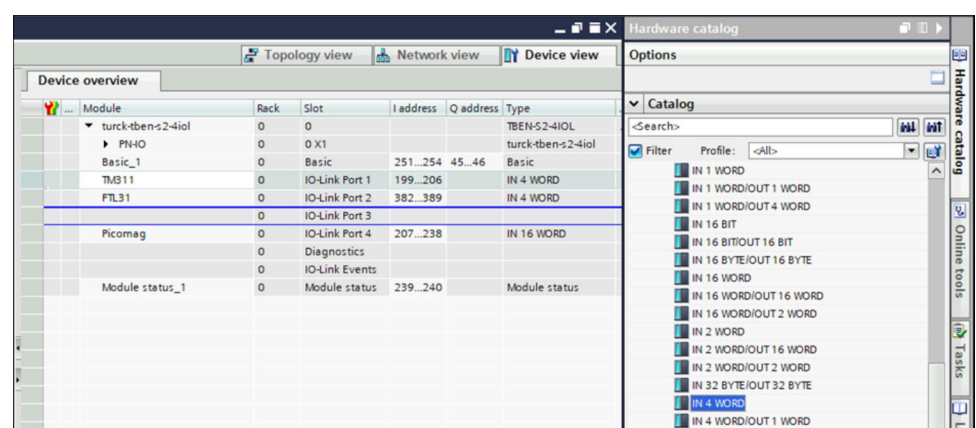 Hardware catalog
Topology view Network view Device view Options
Device overview
... Module Rack Slot I address Q address Type
turck-tben-s2-4iol 0 0 TBEN-S2-4IOL
PN-IO 0 0 X1 turck-tben-s2-4iol
Basic_1 0 Basic 251...254 45...46 Basic
TM311 0 IO-Link Port 1 199...206 IN 4 WORD
FTL31 0 IO-Link Port 2 382...389 IN 4 WORD
0 IO-Link Port 3
Picomag 0 IO-Link Port 4 207...238 IN 16 WORD
0 Diagnostics
0 IO-Link Events
Module status_1 0 Module status 239...240 Module status
Catalog
<Search>
Filter Profile: <All>
IN 1 WORD
IN 1 WORD/OUT 1 WORD
IN 1 WORD/OUT 4 WORD
IN 16 BIT
IN 16 BIT/OUT 16 BIT
IN 16 BYTE/OUT 16 BYTE
IN 16 WORD
IN 16 WORD/OUT 16 WORD
IN 16 WORD/OUT 2 WORD
IN 2 WORD
IN 2 WORD/OUT 16 WORD
IN 2 WORD/OUT 2 WORD
IN 32 BYTE/OUT 32 BYTE
IN 4 WORD
IN 4 WORD/OUT 1 WORD
Hardware catalog
Online tools
Tasks